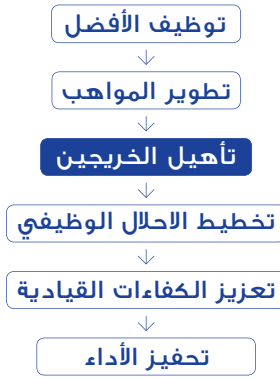 توظيف الأفضل
تطوير المواهب
تأهيل الخريجين
تخطيط الاحلال الوظيفي
تعزيز الكفاءات القيادية
تحفيز الأداء